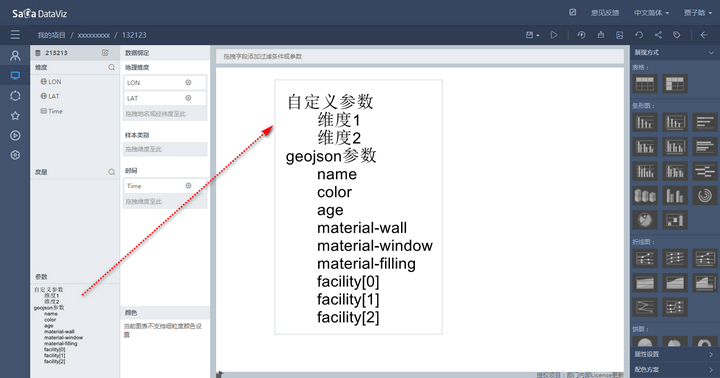 SaCa DataViz
意见反馈
中文简体
贾子晗
我的项目 / xxxxxxxxx / 132123
213213
维度
LON
LAT
Time
度量
参数
自定义参数
维度1
维度2
geojson参数
name
color
age
material-wall
material-window
material-filling
facility[0]
facility[1]
facility[2]
数据绑定
地理维度
LON
LAT
拖拽地名或经纬度至此
样本类别
拖拽维度至此
时间
Time
拖拽维度至此
颜色
当前图表不支持细粒度颜色设置
拖拽字段添加过滤条件或参数
自定义参数
维度1
维度2
geojson参数
name
color
age
material-wall
material-window
material-filling
facility[0]
facility[1]
facility[2]
授权项目：部门内部License更新
展现方式
表格：
条形图：
折线图：
饼图：
属性设置
配色方案